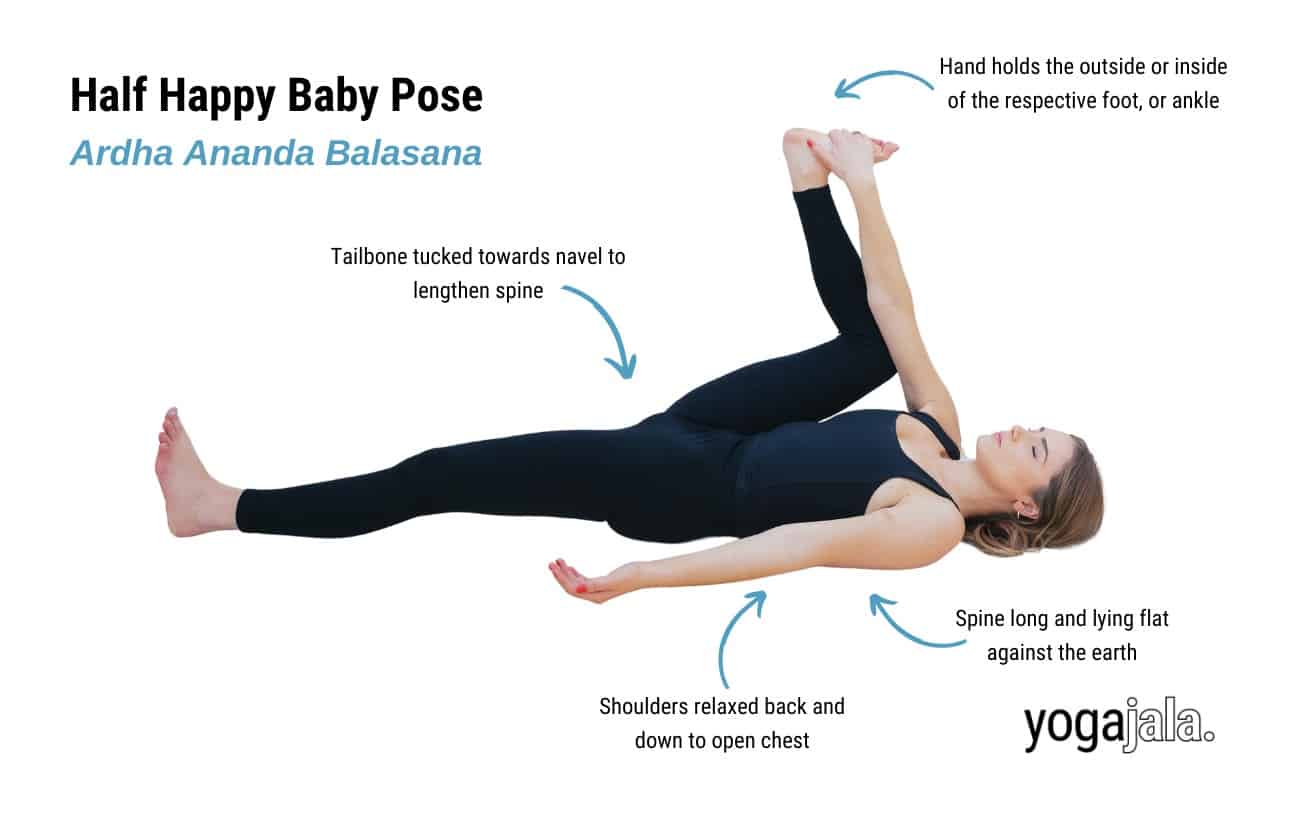 Half Happy Baby Pose
Ardha Ananda Balasana
Hand holds the outside or inside
of the respective foot, or ankle
Tailbone tucked towards navel to
lengthen spine
Spine long and lying flat
against the earth
Shoulders relaxed back and
down to open chest
yogajala.